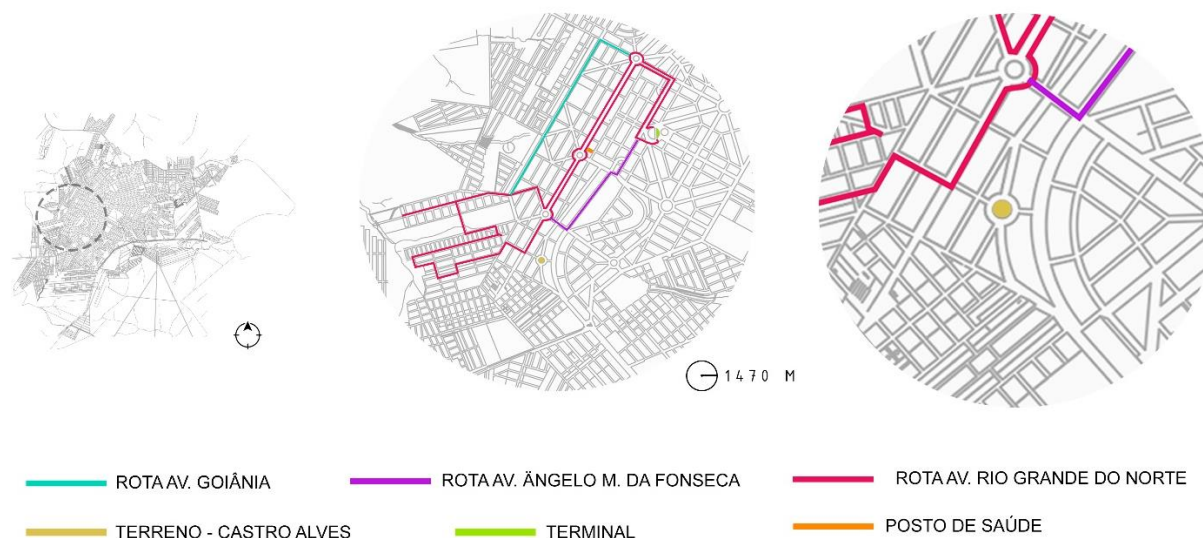 1470 M
ROTA AV. GOIÂNIA
ROTA AV. ÄNGELO M. DA FONSECA
ROTA AV. RIO GRANDE DO NORTE
TERRENO - CASTRO ALVES
TERMINAL
POSTO DE SAÚDE